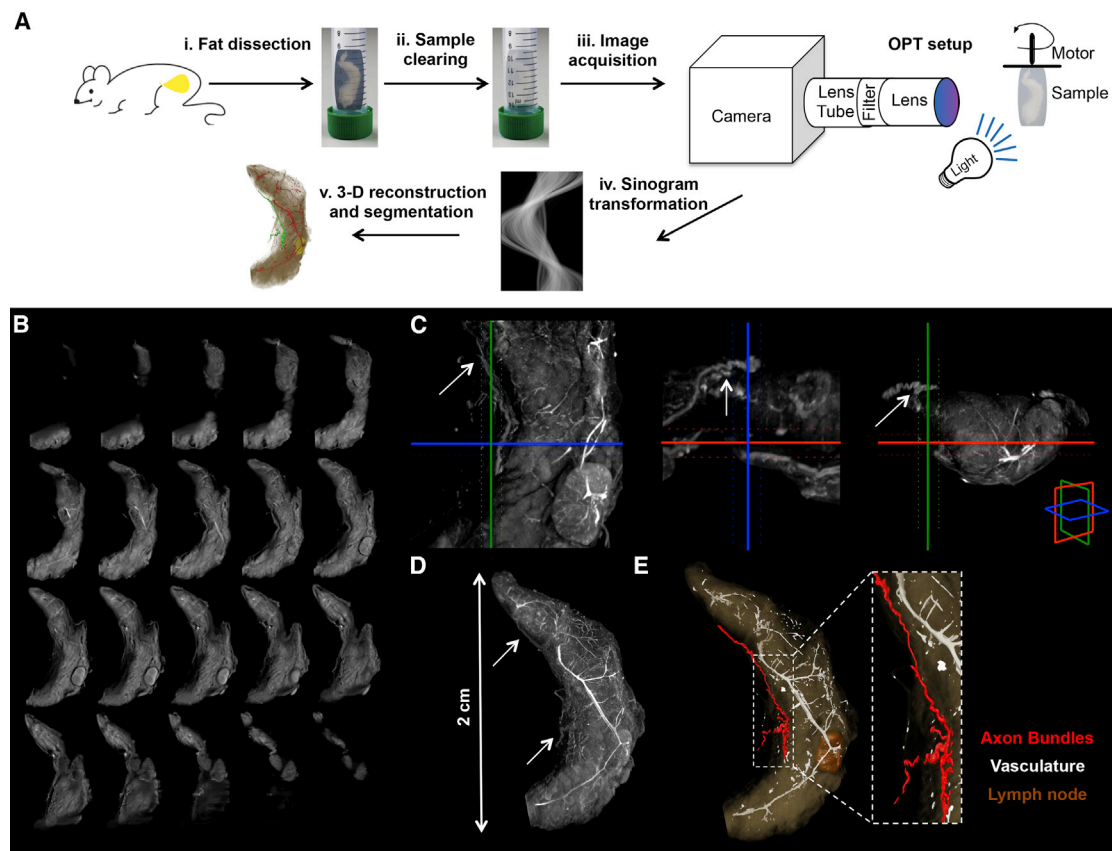 A
i. Fat dissection
ii. Sample
clearing
iii. Image
acquisition
OPT setup
Motor
Sample
Camera
Lens
Tube
Filter
Lens
Light
iv. Sinogram
transformation
v. 3-D reconstruction
and segmentation
B
C
D
2 cm
E
Axon Bundles
Vasculature
Lymph node